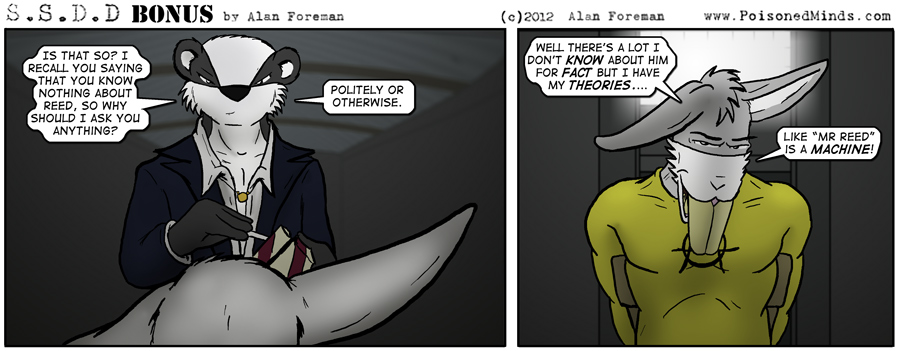 S.S.D.D BONUS by Alan Foreman
(c)2012 Alan Foreman www.PoisonedMinds.com
IS THAT SO? I
RECALL YOU SAYING
THAT YOU KNOW
NOTHING ABOUT
REED, SO WHY
SHOULD I ASK YOU
ANYTHING?
POLITELY OR
OTHERWISE.
WELL THERE'S A LOT I
DON'T KNOW ABOUT HIM
FOR FACT BUT I HAVE
MY THEORIES....
LIKE "MR REED"
IS A MACHINE!